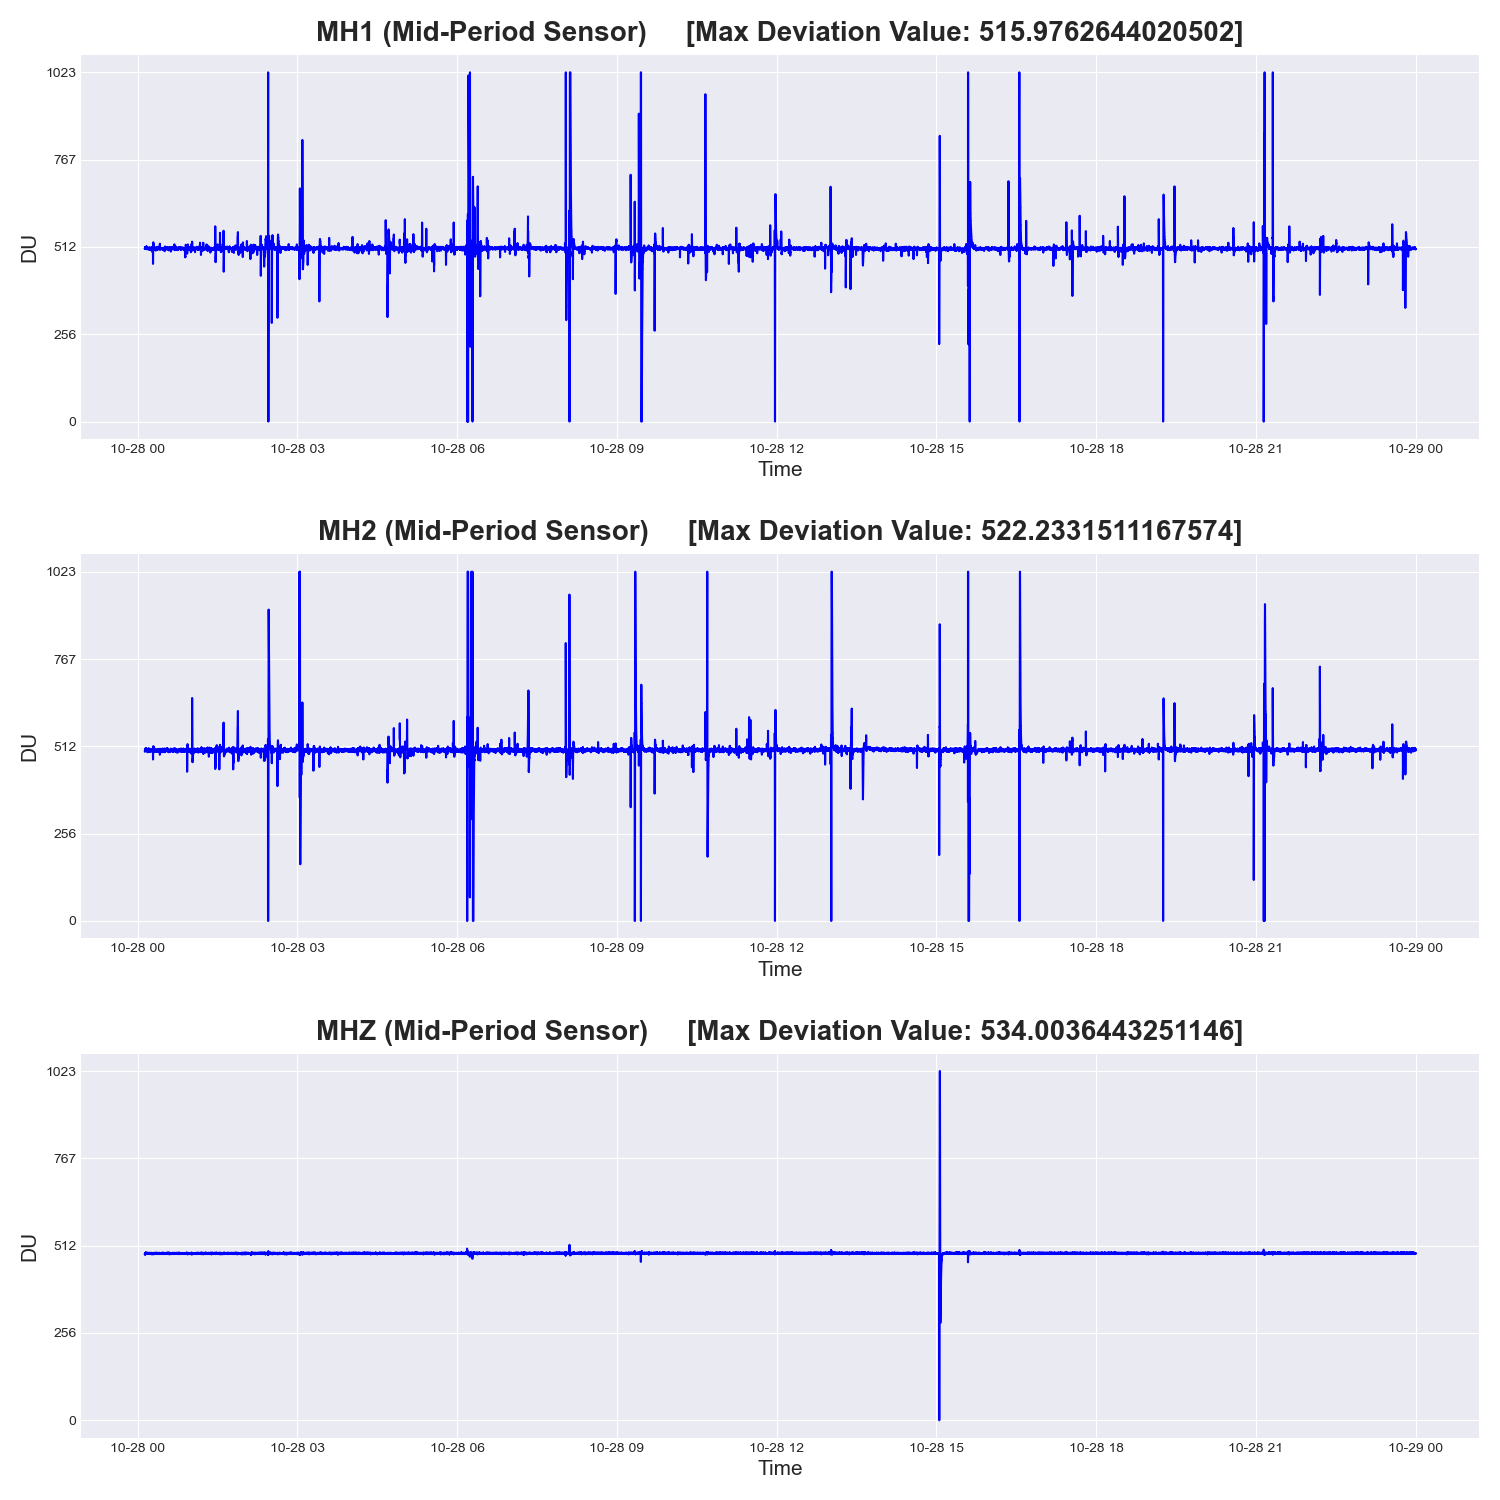 MH1 (Mid-Period Sensor) [Max Deviation Value: 515.9762644020502]
1023
767
512
256
0
DU
10-28 00 10-28 03 10-28 06 10-28 09 10-28 12 10-28 15 10-28 18 10-28 21 10-29 00
Time
MH2 (Mid-Period Sensor) [Max Deviation Value: 522.2331511167574]
1023
767
512
256
0
DU
10-28 00 10-28 03 10-28 06 10-28 09 10-28 12 10-28 15 10-28 18 10-28 21 10-29 00
Time
MHZ (Mid-Period Sensor) [Max Deviation Value: 534.0036443251146]
1023
767
512
256
0
DU
10-28 00 10-28 03 10-28 06 10-28 09 10-28 12 10-28 15 10-28 18 10-28 21 10-29 00
Time